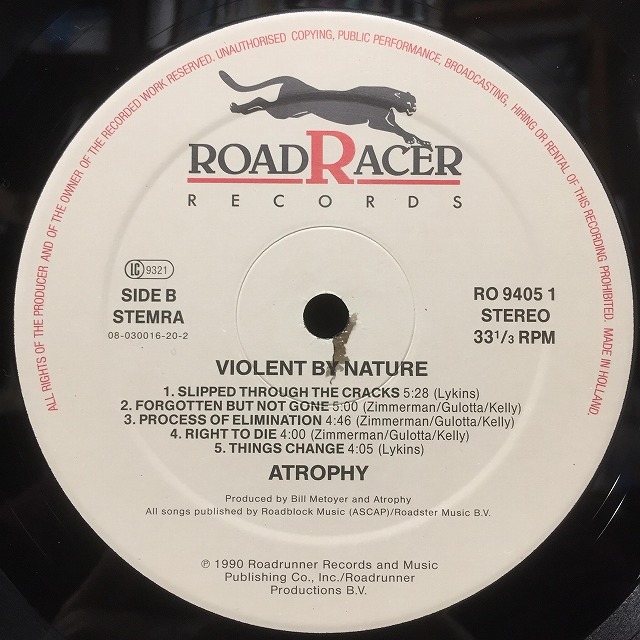 ALL RIGHTS OF THE PRODUCER AND OF THE OWNER OF THE RECORDED WORK RESERVED. UNAUTHORISED COPYING, PUBLIC PERFORMANCE, BROADCASTING, HIRING OR RENTAL OF THIS RECORDING PROHIBITED. MADE IN HOLLAND.
ROADRACER
RECORDS
LC 9321
SIDE B
STEMRA
08-030016-20-2
RO 9405 1
STEREO
33 1/3 RPM
VIOLENT BY NATURE
1. SLIPPED THROUGH THE CRACKS 5:28 (Lykins)
2. FORGOTTEN BUT NOT GONE 5:00 (Zimmerman/Gulotta/Kelly)
3. PROCESS OF ELIMINATION 4:46 (Zimmerman/Gulotta/Kelly)
4. RIGHT TO DIE 4:00 (Zimmerman/Gulotta/Kelly)
5. THINGS CHANGE 4:05 (Lykins)
ATROPHY
Produced by Bill Metoyer and Atrophy
All songs published by Roadblock Music (ASCAP)/Roadster Music B.V.
℗ 1990 Roadrunner Records and Music
Publishing Co., Inc./Roadrunner
Productions B.V.